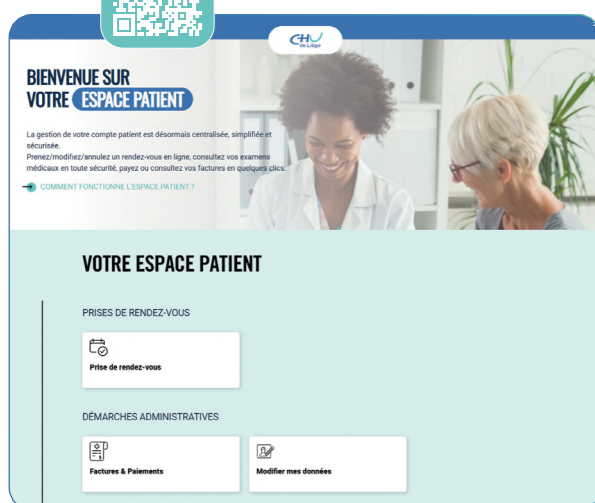 CHU
de Liège
BIENVENUE SUR
VOTRE ESPACE PATIENT
La gestion de votre compte patient est désormais centralisée, simplifiée et
sécurisée.
Prenez/modifiez/annulez un rendez-vous en ligne, consultez vos examens
médicaux en toute sécurité, payez ou consultez vos factures en quelques clics.
COMMENT FONCTIONNE L'ESPACE PATIENT ?
VOTRE ESPACE PATIENT
PRISES DE RENDEZ-VOUS
Prise de rendez-vous
DÉMARCHES ADMINISTRATIVES
Factures & Paiements
Modifier mes données